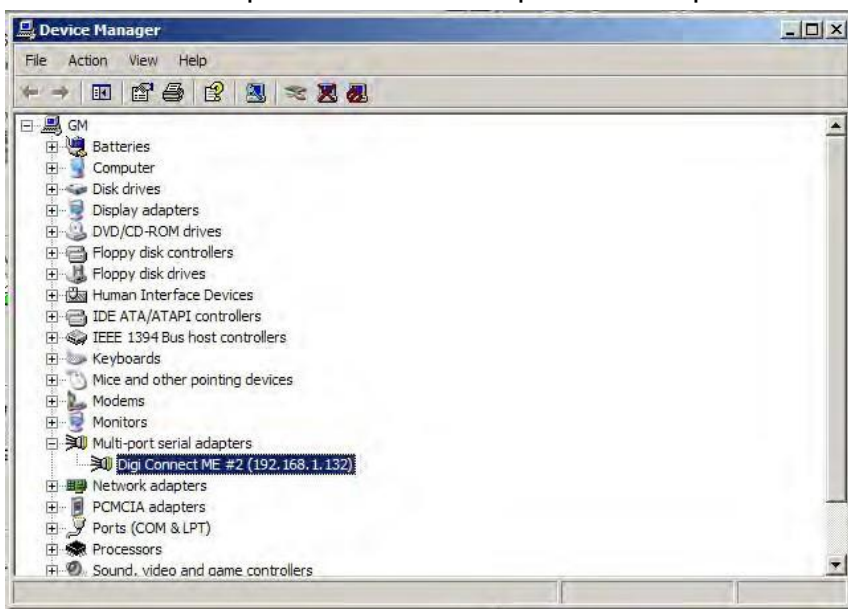 Device Manager
File Action View Help
GM
Batteries
Computer
Disk drives
Display adapters
DVD/CD-ROM drives
Floppy disk controllers
Floppy disk drives
Human Interface Devices
IDE ATA/ATAPI controllers
IEEE 1394 Bus host controllers
Keyboards
Mice and other pointing devices
Modems
Monitors
Multi-port serial adapters
Digi Connect ME #2 (192.168.1.132)
Network adapters
PCMCIA adapters
Ports (COM & LPT)
Processors
Sound, video and game controllers